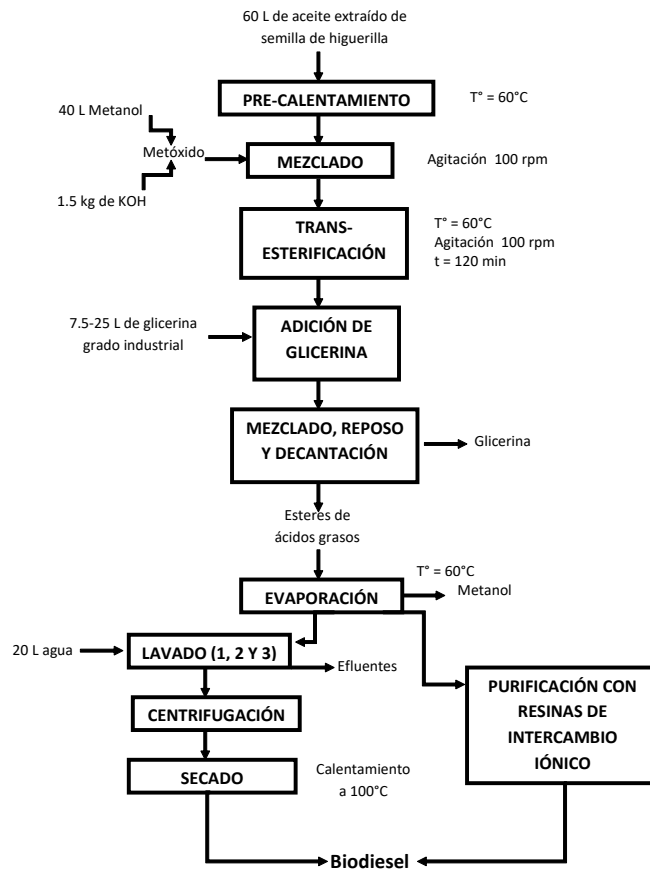 60 L de aceite extraído de
semilla de higuerilla
PRE-CALENTAMIENTO
T° = 60°C
40 L Metanol
Metóxido
MEZCLADO
Agitación 100 rpm
1.5 kg de KOH
TRANS-
ESTERIFICACIÓN
T° = 60°C
Agitación 100 rpm
t = 120 min
7.5-25 L de glicerina
grado industrial
ADICIÓN DE
GLICERINA
MEZCLADO, REPOSO
Y DECANTACIÓN
Glicerina
Esteres de
ácidos grasos
T° = 60°C
EVAPORACIÓN
Metanol
20 L agua
LAVADO (1, 2 Y 3)
Efluentes
PURIFICACIÓN CON
RESINAS DE
INTERCAMBIO
IÓNICO
CENTRIFUGACIÓN
SECADO
Calentamiento
a 100°C
Biodiesel